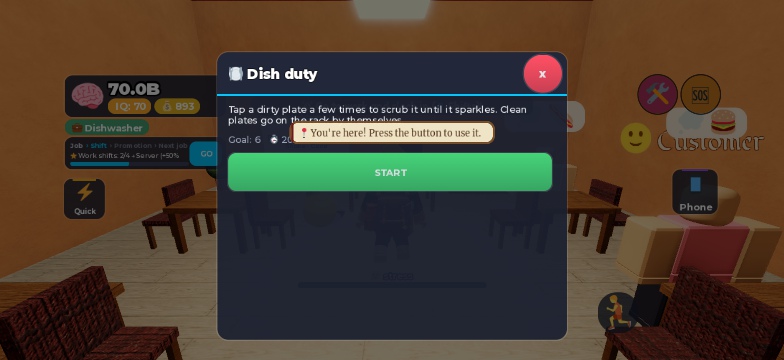 Dish duty
X
70.0B
IQ: 70
893
Dishwasher
Job › Shift › Promotion › Next job
Work shifts: 2/4 • Server (+50%
GO
Quick
Tap a dirty plate a few times to scrub it until it sparkles. Clean
plates go on the rack by themselves
You're here! Press the button to use it.
Goal: 6
START
SOS
Customer
Phone